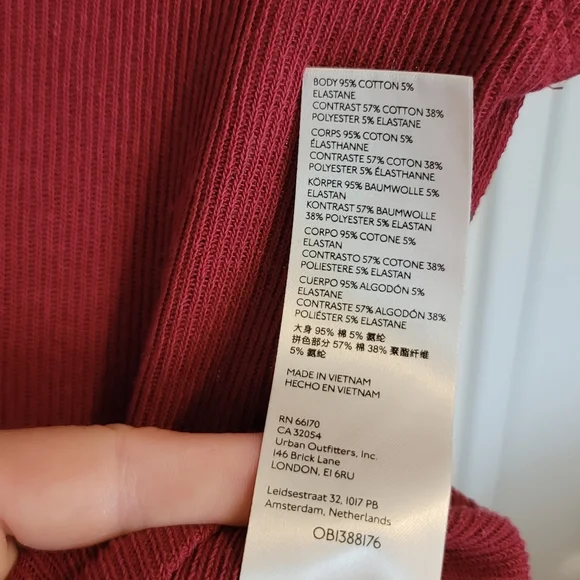 BODY 95% COTTON 5%
ELASTANE
CONTRAST 57% COTTON 38%
POLYESTER 5% ELASTANE
CORPS 95% COTON 5%
ÉLASTHANNE
CONTRASTE 57% COTON 38%
POLYESTER 5% ÉLASTHANNE
KÖRPER 95% BAUMWOLLE 5%
ELASTAN
KONTRAST 57% BAUMWOLLE
38% POLYESTER 5% ELASTAN
CORPO 95% COTONE 5%
ELASTAN
CONTRASTO 57% COTONE 38%
POLIESTERE 5% ELASTAN
CUERPO 95% ALGODÓN 5%
ELASTANE
CONTRASTE 57% ALGODÓN 38%
POLIÉSTER 5% ELASTANE
大身 95% 棉 5% 氨纶
拼色部分 57% 棉 38% 聚酯纤维
5% 氨纶
MADE IN VIETNAM
HECHO EN VIETNAM
RN 66170
CA 32054
Urban Outfitters, Inc.
146 Brick Lane
LONDON, E1 6RU
Leidsestraat 32, 1017 PB
Amsterdam, Netherlands
OB1388176